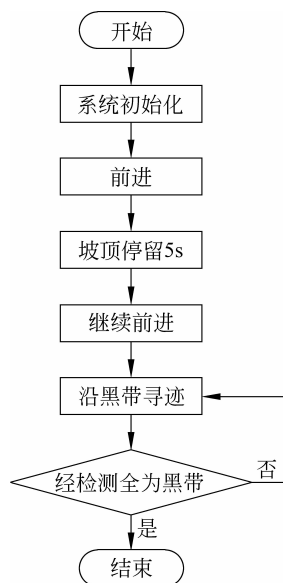 开始
系统初始化
前进
坡顶停留5s
继续前进
沿黑带寻迹
经检测全为黑带
否
是
结束